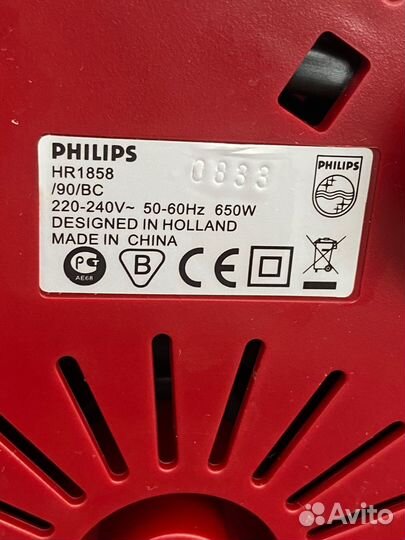 PHILIPS
HR1858
/90/BC
220-240V~ 50-60Hz 650W
DESIGNED IN HOLLAND
MADE IN CHINA
0833
PHILIPS
PG
AE68
B
CE
Avito